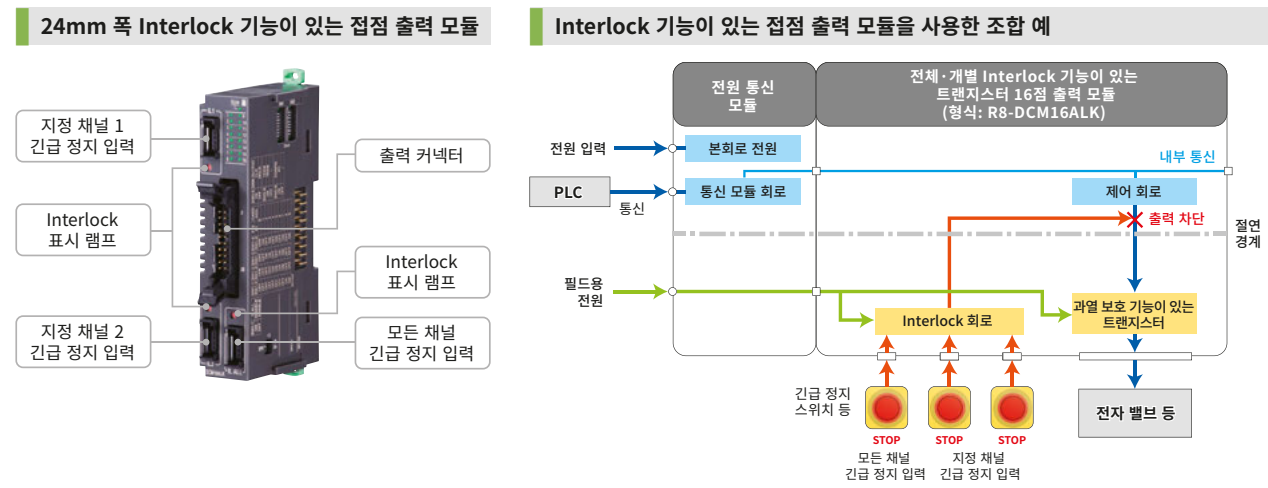 24mm 폭 Interlock 기능이 있는 접점 출력 모듈
지정 채널 1
긴급 정지 입력
Interlock
표시 램프
지정 채널 2
긴급 정지 입력
출력 커넥터
Interlock
표시 램프
모든 채널
긴급 정지 입력
Interlock 기능이 있는 접점 출력 모듈을 사용한 조합 예
전원 통신
모듈
전체·개별 Interlock 기능이 있는
트랜지스터 16점 출력 모듈
(형식: R8-DCM16ALK)
전원 입력
본회로 전원
내부 통신
PLC
통신
통신 모듈 회로
제어 회로
출력 차단
절연
경계
필드용
전원
Interlock 회로
과열 보호 기능이 있는
트랜지스터
긴급 정지
스위치 등
STOP
STOP
STOP
모든 채널
긴급 정지 입력
지정 채널
긴급 정지 입력
전자 밸브 등